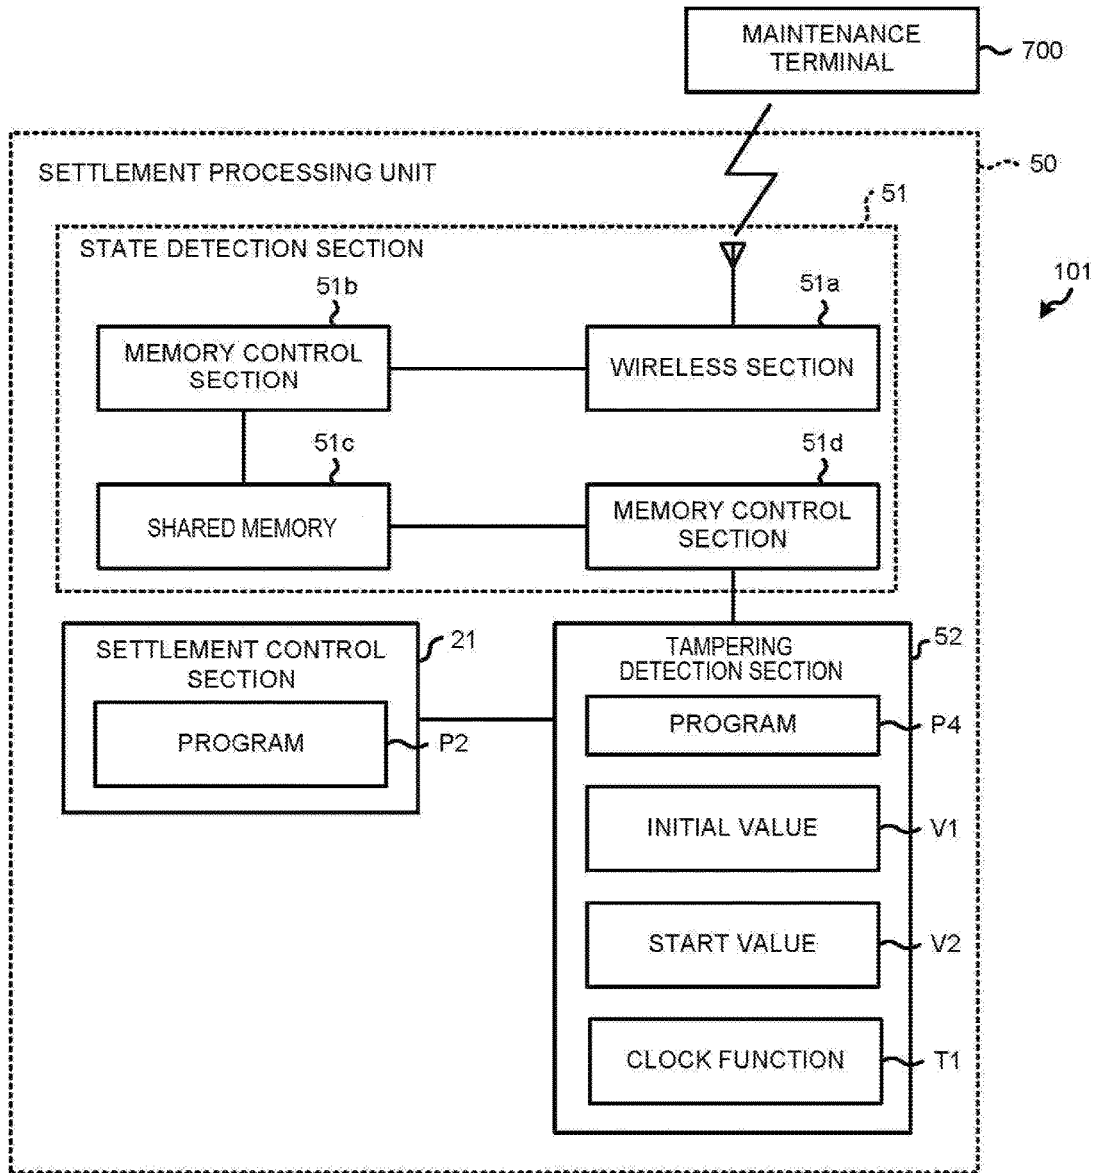 MAINTENANCE
TERMINAL
700
SETTLEMENT PROCESSING UNIT
50
51
STATE DETECTION SECTION
101
51b
51a
MEMORY CONTROL
SECTION
WIRELESS SECTION
51c
51d
SHARED MEMORY
MEMORY CONTROL
SECTION
SETTLEMENT CONTROL
SECTION
21
PROGRAM
P2
TAMPERING
DETECTION SECTION
52
PROGRAM
P4
INITIAL VALUE
V1
START VALUE
V2
CLOCK FUNCTION
T1